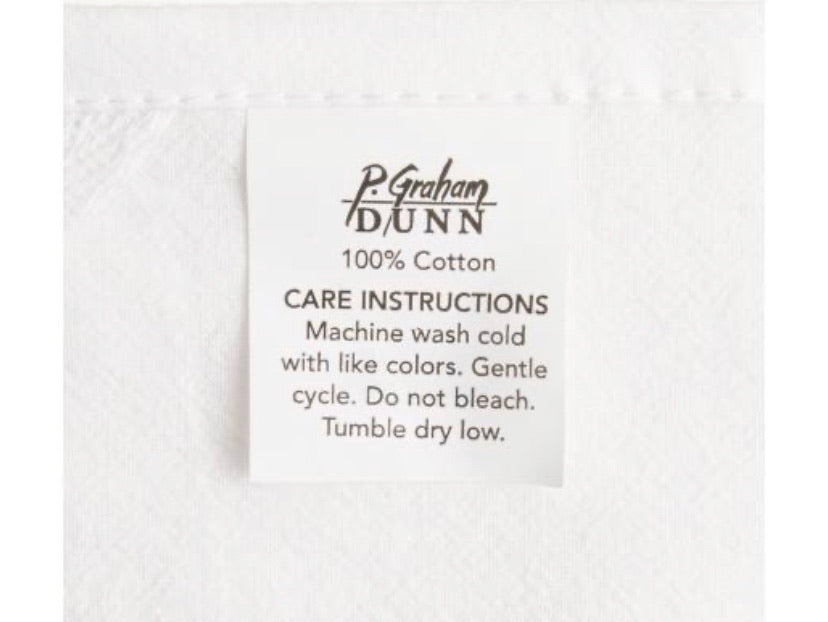 P. Graham
DUNN
100% Cotton
CARE INSTRUCTIONS
Machine wash cold
with like colors. Gentle
cycle. Do not bleach.
Tumble dry low.